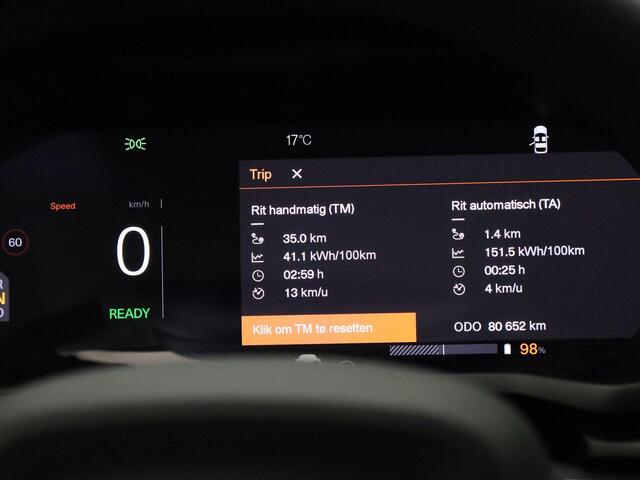 17°C
Trip ×
Speed km/h
60
0
READY
R
N
D
Rit handmatig (TM)
35.0 km
41.1 kWh/100km
02:59 h
13 km/u
Klik om TM te resetten
Rit automatisch (TA)
1.4 km
151.5 kWh/100km
00:25 h
4 km/u
ODO 80 652 km
98%